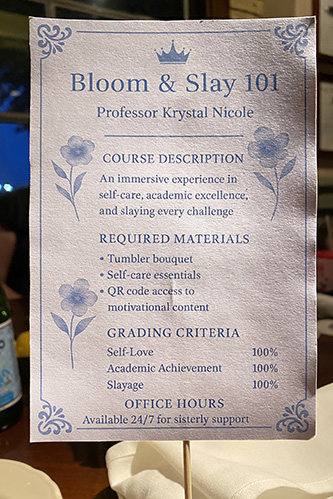 Bloom & Slay 101
Professor Krystal Nicole
COURSE DESCRIPTION
An immersive experience in
self-care, academic excellence,
and slaying every challenge
REQUIRED MATERIALS
• Tumbler bouquet
• Self-care essentials
• QR code access to
motivational content
GRADING CRITERIA
Self-Love 100%
Academic Achievement 100%
Slayage 100%
OFFICE HOURS
Available 24/7 for sisterly support